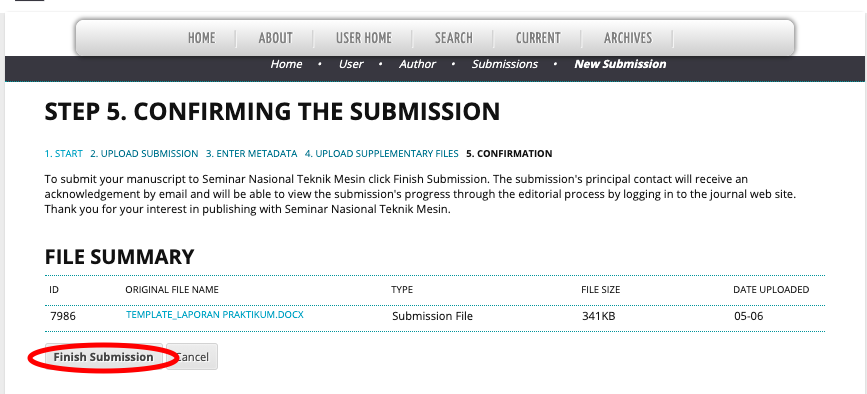 HOME ABOUT USER HOME SEARCH CURRENT ARCHIVES
Home • User • Author • Submissions • New Submission
STEP 5. CONFIRMING THE SUBMISSION
1. START 2. UPLOAD SUBMISSION 3. ENTER METADATA 4. UPLOAD SUPPLEMENTARY FILES 5. CONFIRMATION
To submit your manuscript to Seminar Nasional Teknik Mesin click Finish Submission. The submission's principal contact will receive an
acknowledgement by email and will be able to view the submission's progress through the editorial process by logging in to the journal web site.
Thank you for your interest in publishing with Seminar Nasional Teknik Mesin.
FILE SUMMARY
ID ORIGINAL FILE NAME TYPE FILE SIZE DATE UPLOADED
7986 TEMPLATE_LAPORAN PRAKTIKUM.DOCX Submission File 341KB 05-06
Finish Submission Cancel